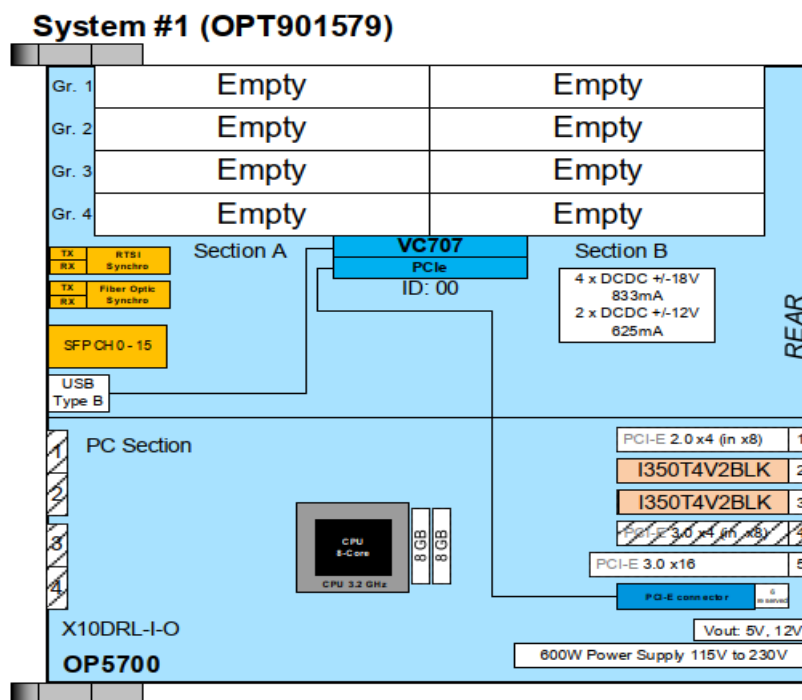 System #1 (OPT901579)
Gr. 1 Empty Empty
Gr. 2 Empty Empty
Gr. 3 Empty Empty
Gr. 4 Empty Empty
TX RTSI
RX Synchro
Section A
VC707
PCIe
ID: 00
Section B
4 x DCDC +/-18V
833mA
2 x DCDC +/-12V
625mA
REAR
TX Fiber Optic
RX Synchro
SFP CH 0 - 15
USB
Type B
PC Section
1
2
3
4
PCI-E 2.0 x4 (in x8) 1
I350T4V2BLK 2
I350T4V2BLK 3
PCI-E 3.0 x4 (in x8) 4
PCI-E 3.0 x16 5
PCI-E connector 6
reserved
CPU
8-Core
CPU 3.2 GHz
8 GB
8 GB
X10DRL-I-O
OP5700
Vout: 5V, 12V
600W Power Supply 115V to 230V